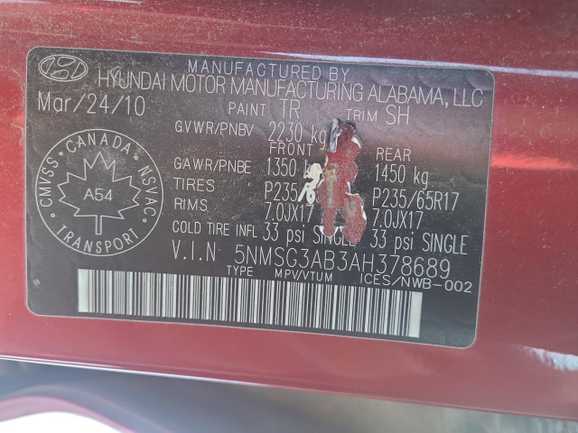 MANUFACTURED BY
HYUNDAI MOTOR MANUFACTURING ALABAMA, LLC
Mar/24/10 PAINT TR TRIM SH
GVWR/PNBV 2230 kg
FRONT REAR
GAWR/PNBE 1350 1450 kg
TIRES P235/65R17
RIMS 7.0JX17 7.0JX17
COLD TIRE INFL 33 psi SINGLE 33 psi SINGLE
V.I.N 5NMSG3AB3AH378689
TYPE MPV/VTUM ICES/NWB-002
CANADA
CMVSS NSVAC
A54
TRANSPORT